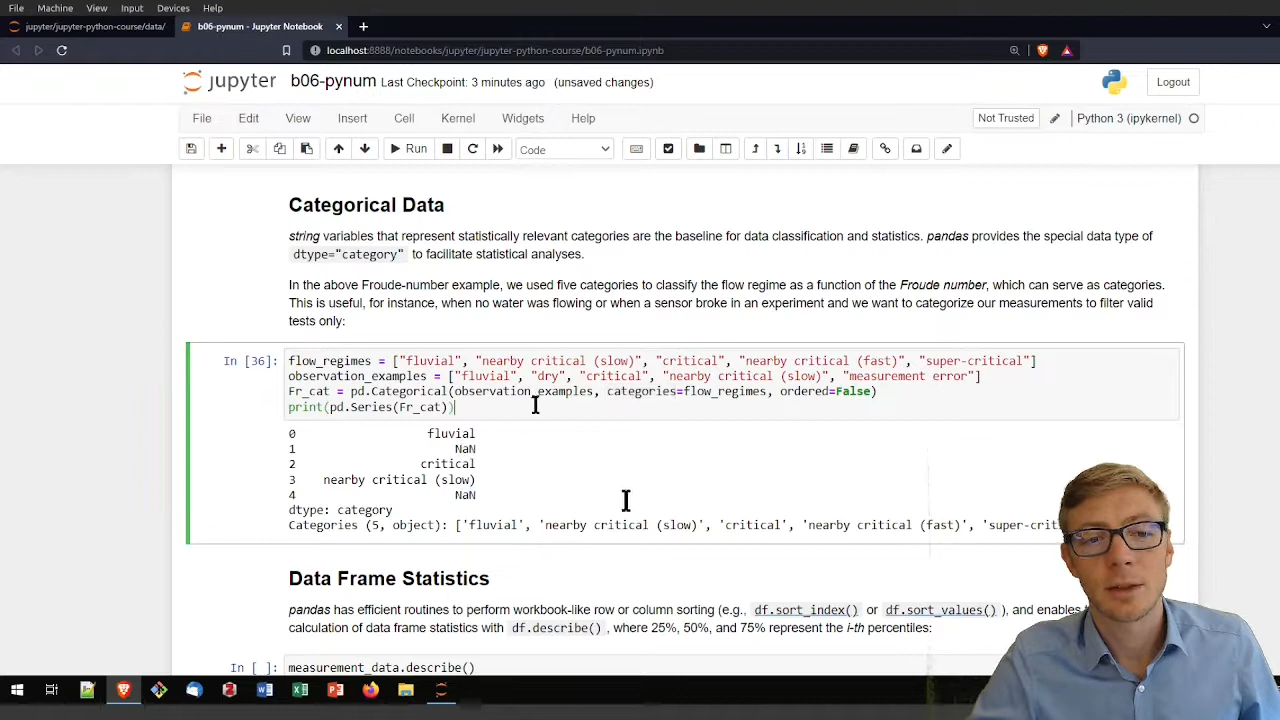 File Machine View Input Devices Help
jupyter/jupyter-python-course/data/
b06-pynum - Jupyter Notebook
localhost:8888/notebooks/jupyter/jupyter-python-course/b06-pynum.ipynb
jupyter b06-pynum Last Checkpoint: 3 minutes ago (unsaved changes)
Logout
File Edit View Insert Cell Kernel Widgets Help
Not Trusted
Python 3 (ipykernel)
Run
Code
Categorical Data
string variables that represent statistically relevant categories are the baseline for data classification and statistics. pandas provides the special data type of
dtype="category" to facilitate statistical analyses.
In the above Froude-number example, we used five categories to classify the flow regime as a function of the Froude number, which can serve as categories.
This is useful, for instance, when no water was flowing or when a sensor broke in an experiment and we want to categorize our measurements to filter valid
tests only:
In [36]: flow_regimes = ["fluvial", "nearby critical (slow)", "critical", "nearby critical (fast)", "super-critical"]
observation_examples = ["fluvial", "dry", "critical", "nearby critical (slow)", "measurement error"]
Fr_cat = pd.Categorical(observation_examples, categories=flow_regimes, ordered=False)
print(pd.Series(Fr_cat))
0 fluvial
1 NaN
2 critical
3 nearby critical (slow)
4 NaN
dtype: category
Categories (5, object): ['fluvial', 'nearby critical (slow)', 'critical', 'nearby critical (fast)', 'super-crit
Data Frame Statistics
pandas has efficient routines to perform workbook-like row or column sorting (e.g., df.sort_index() or df.sort_values() ), and enables
calculation of data frame statistics with df.describe() , where 25%, 50%, and 75% represent the i-th percentiles:
In [ ]: measurement_data.describe()